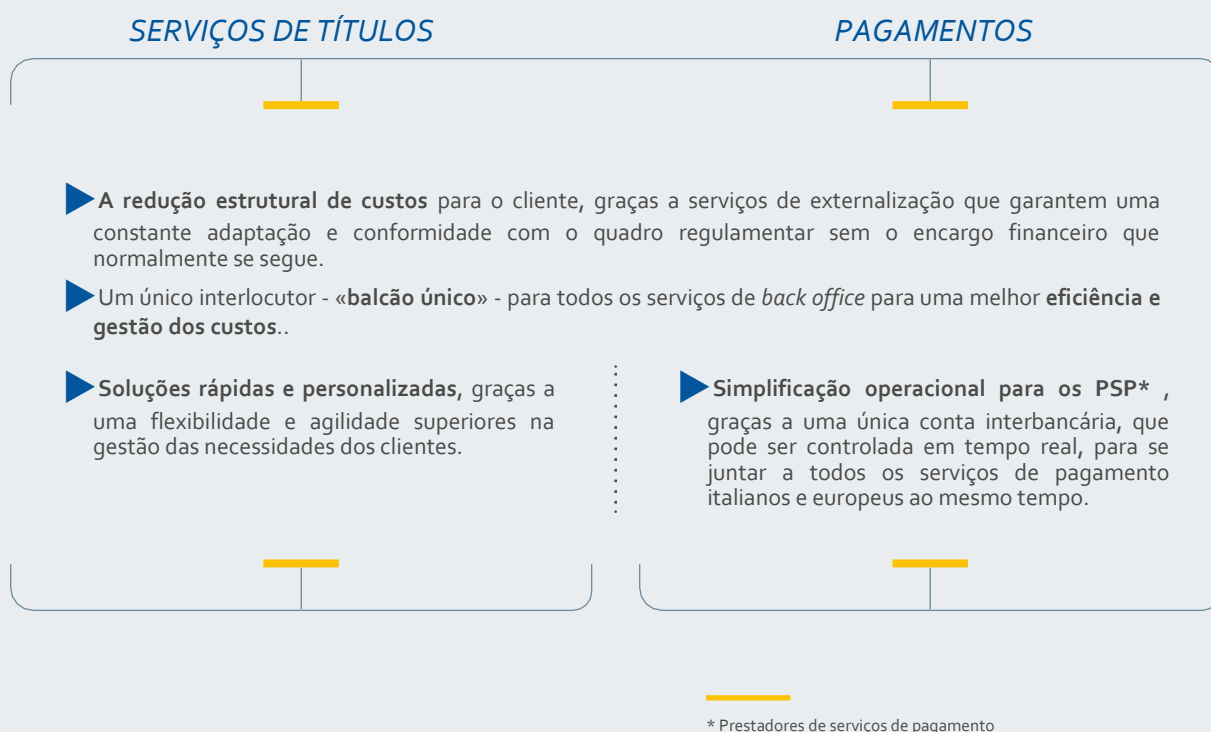 SERVIÇOS DE TÍTULOS
PAGAMENTOS
A redução estrutural de custos para o cliente, graças a serviços de externalização que garantem uma
constante adaptação e conformidade com o quadro regulamentar sem o encargo financeiro que
normalmente se segue.
Um único interlocutor - «balcão único» - para todos os serviços de back office para uma melhor eficiência e
gestão dos custos..
Soluções rápidas e personalizadas, graças a
uma flexibilidade e agilidade superiores na
gestão das necessidades dos clientes.
Simplificação operacional para os PSP* ,
graças a uma única conta interbancária, que
pode ser controlada em tempo real, para se
juntar a todos os serviços de pagamento
italianos e europeus ao mesmo tempo.
* Prestadores de serviços de pagamento